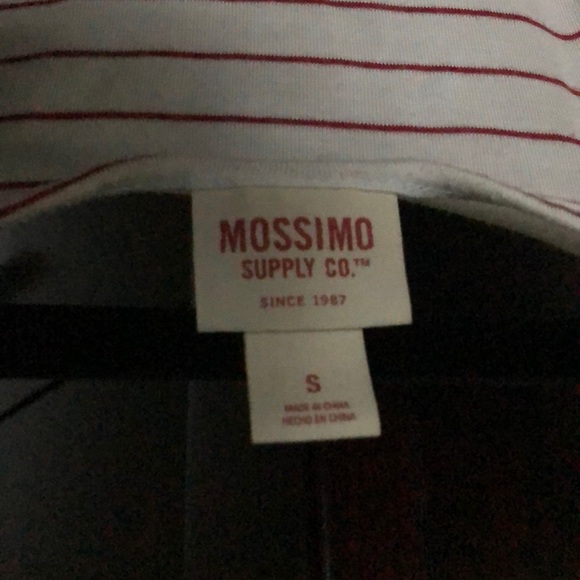 MOSSIMO
SUPPLY CO.™
SINCE 1987
S
MADE IN CHINA
HECHO EN CHINA